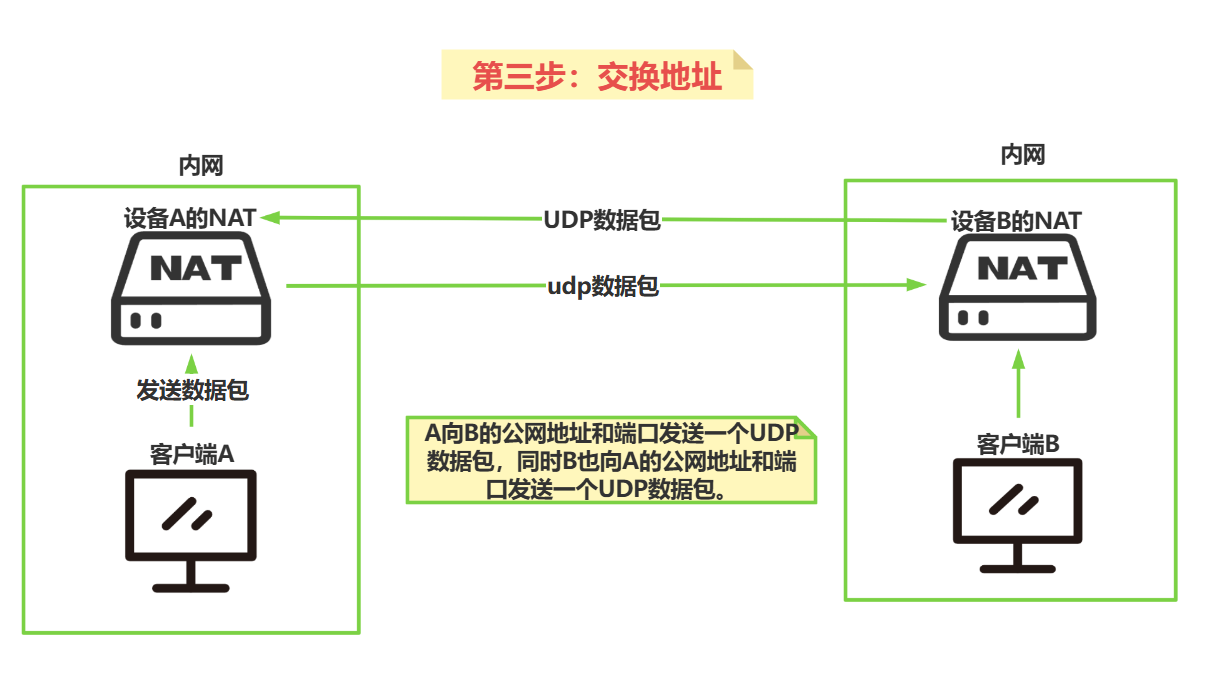 第三步：交换地址
内网
内网
设备A的NAT
UDP数据包
设备B的NAT
NAT
NAT
udp数据包
发送数据包
客户端A
A向B的公网地址和端口发送一个UDP
数据包，同时B也向A的公网地址和端
口发送一个UDP数据包。
客户端B